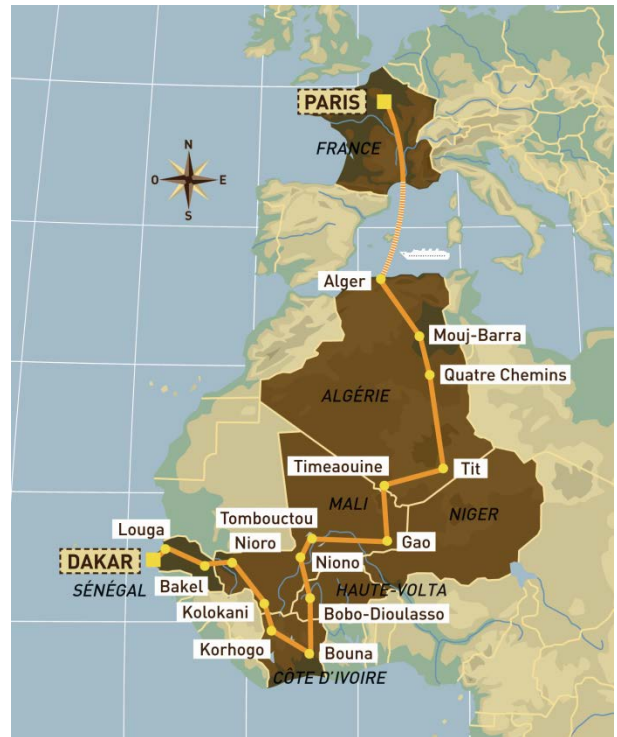 PARIS
FRANCE
N
O
E
S
Alger
Mouj-Barra
Quatre Chemins
ALGÉRIE
Timeaouine
Tit
MALI
NIGER
Tombouctou
Louga
Nioro
Gao
DAKAR
Niono
SÉNÉGAL
Bakel
HAUTE-VOLTA
Kolokani
Bobo-Dioulasso
Korhogo
Bouna
CÔTE D'IVOIRE